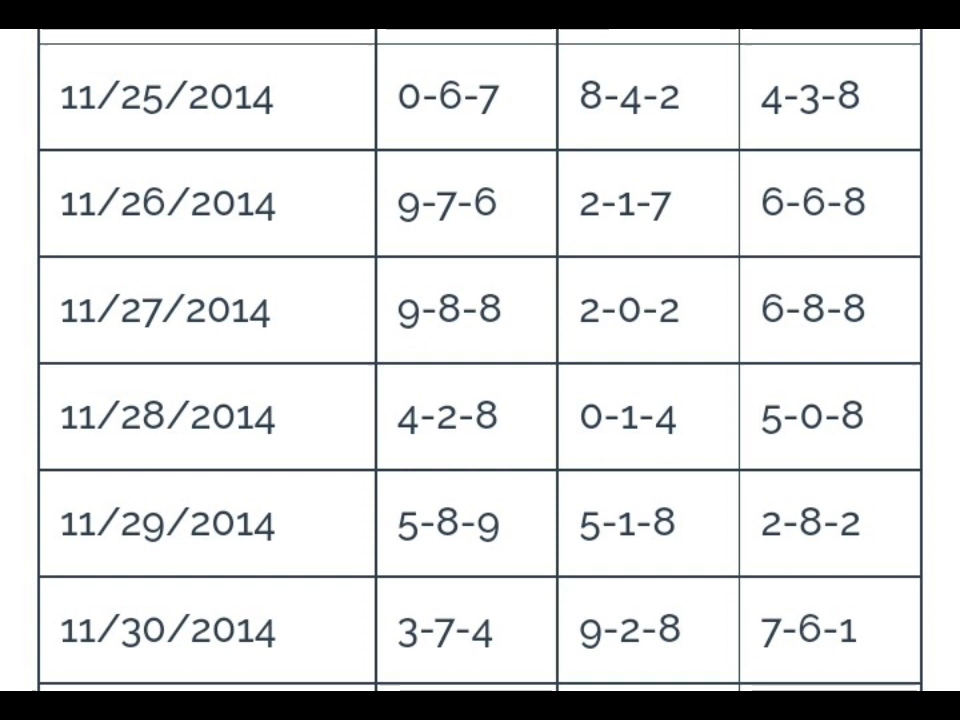 11/25/2014 0-6-7 8-4-2 4-3-8
11/26/2014 9-7-6 2-1-7 6-6-8
11/27/2014 9-8-8 2-0-2 6-8-8
11/28/2014 4-2-8 0-1-4 5-0-8
11/29/2014 5-8-9 5-1-8 2-8-2
11/30/2014 3-7-4 9-2-8 7-6-1